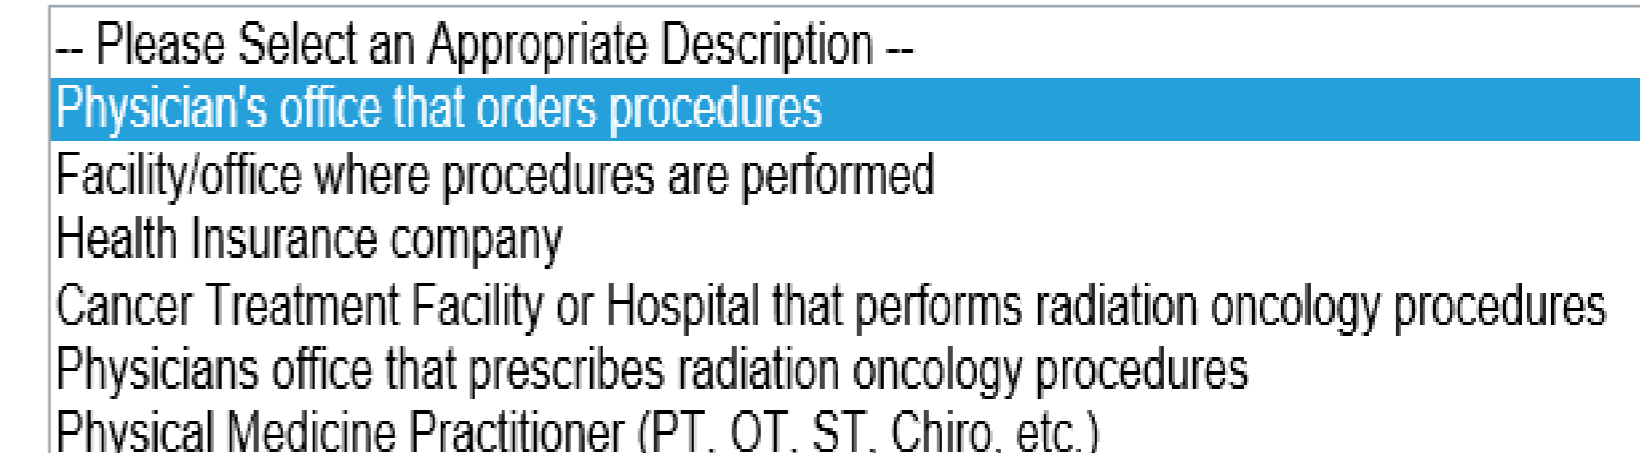 -- Please Select an Appropriate Description --
Physician's office that orders procedures
Facility/office where procedures are performed
Health Insurance company
Cancer Treatment Facility or Hospital that performs radiation oncology procedures
Physicians office that prescribes radiation oncology procedures
Physical Medicine Practitioner (PT, OT, ST, Chiro, etc.)